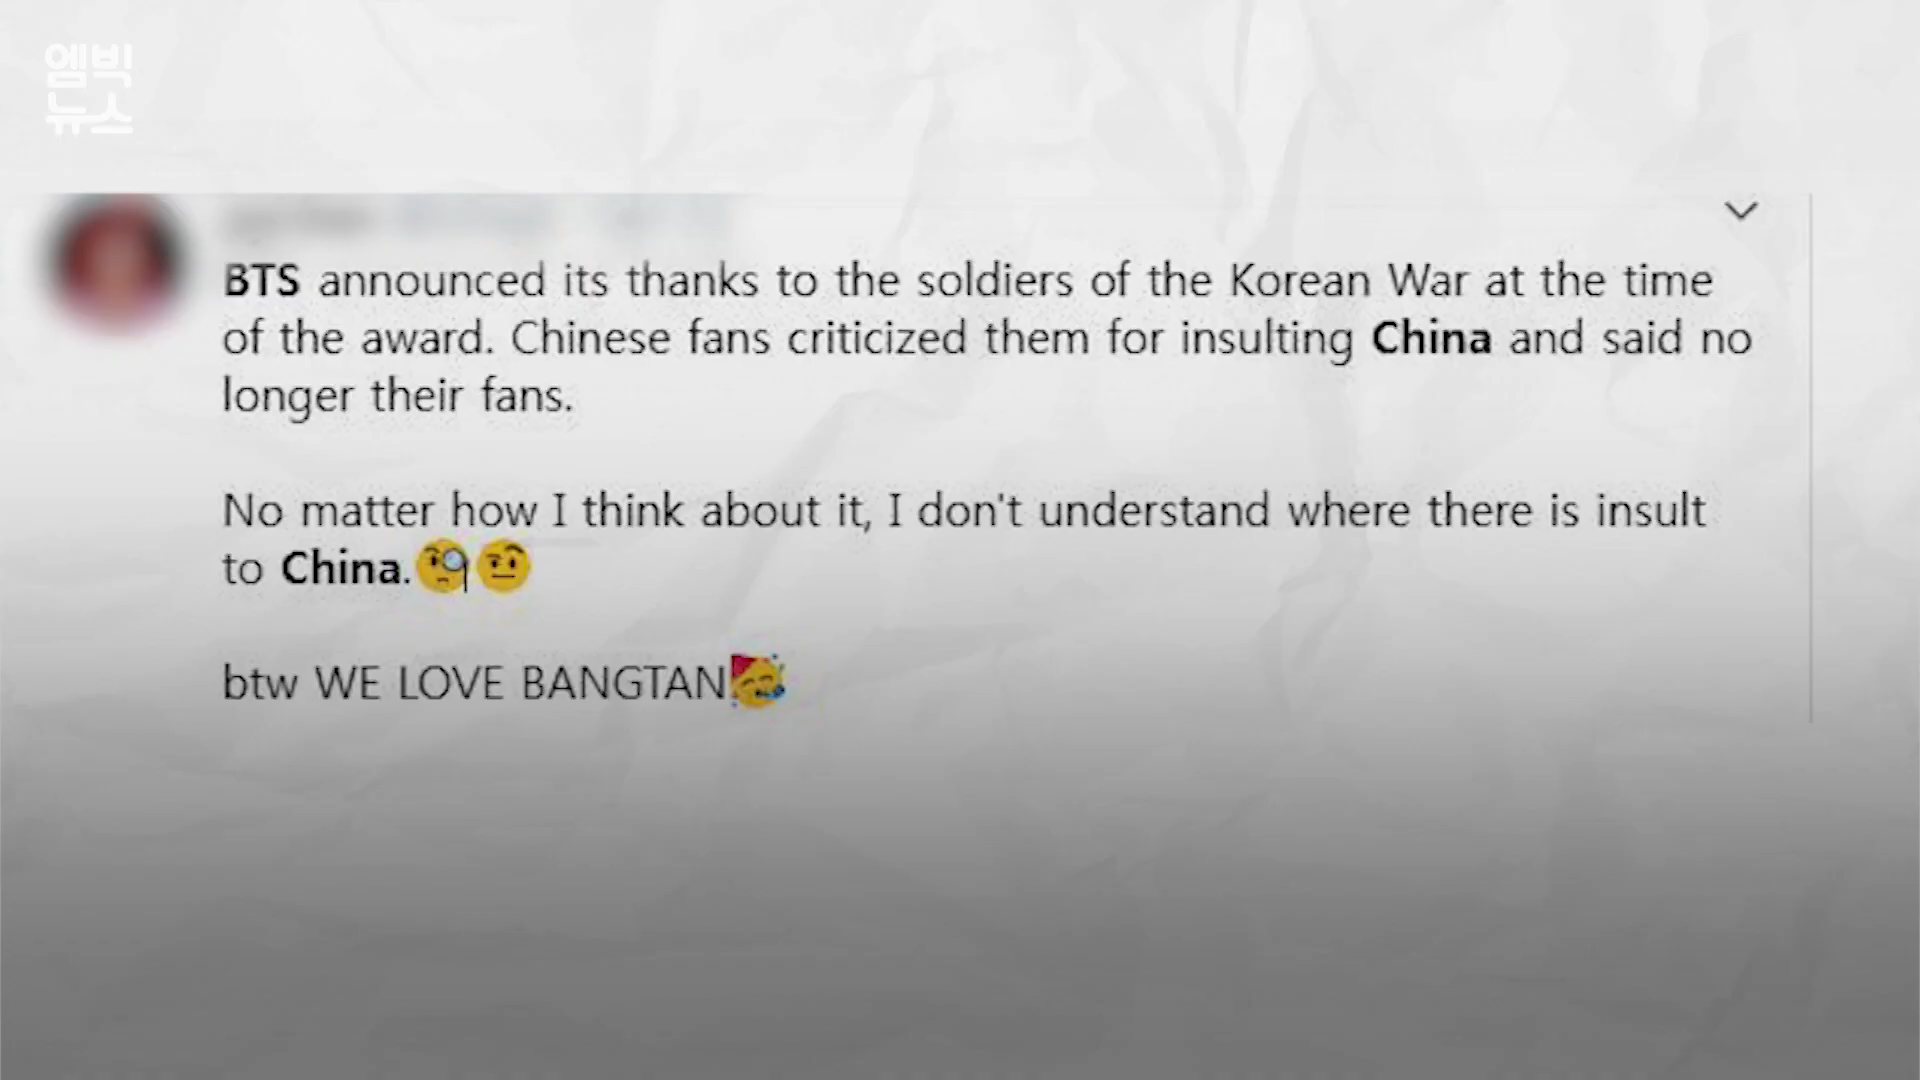 엠빅
뉴스
BTS announced its thanks to the soldiers of the Korean War at the time
of the award. Chinese fans criticized them for insulting China and said no
longer their fans.
No matter how I think about it, I don't understand where there is insult
to China.🧐🤨
btw WE LOVE BANGTAN🥳